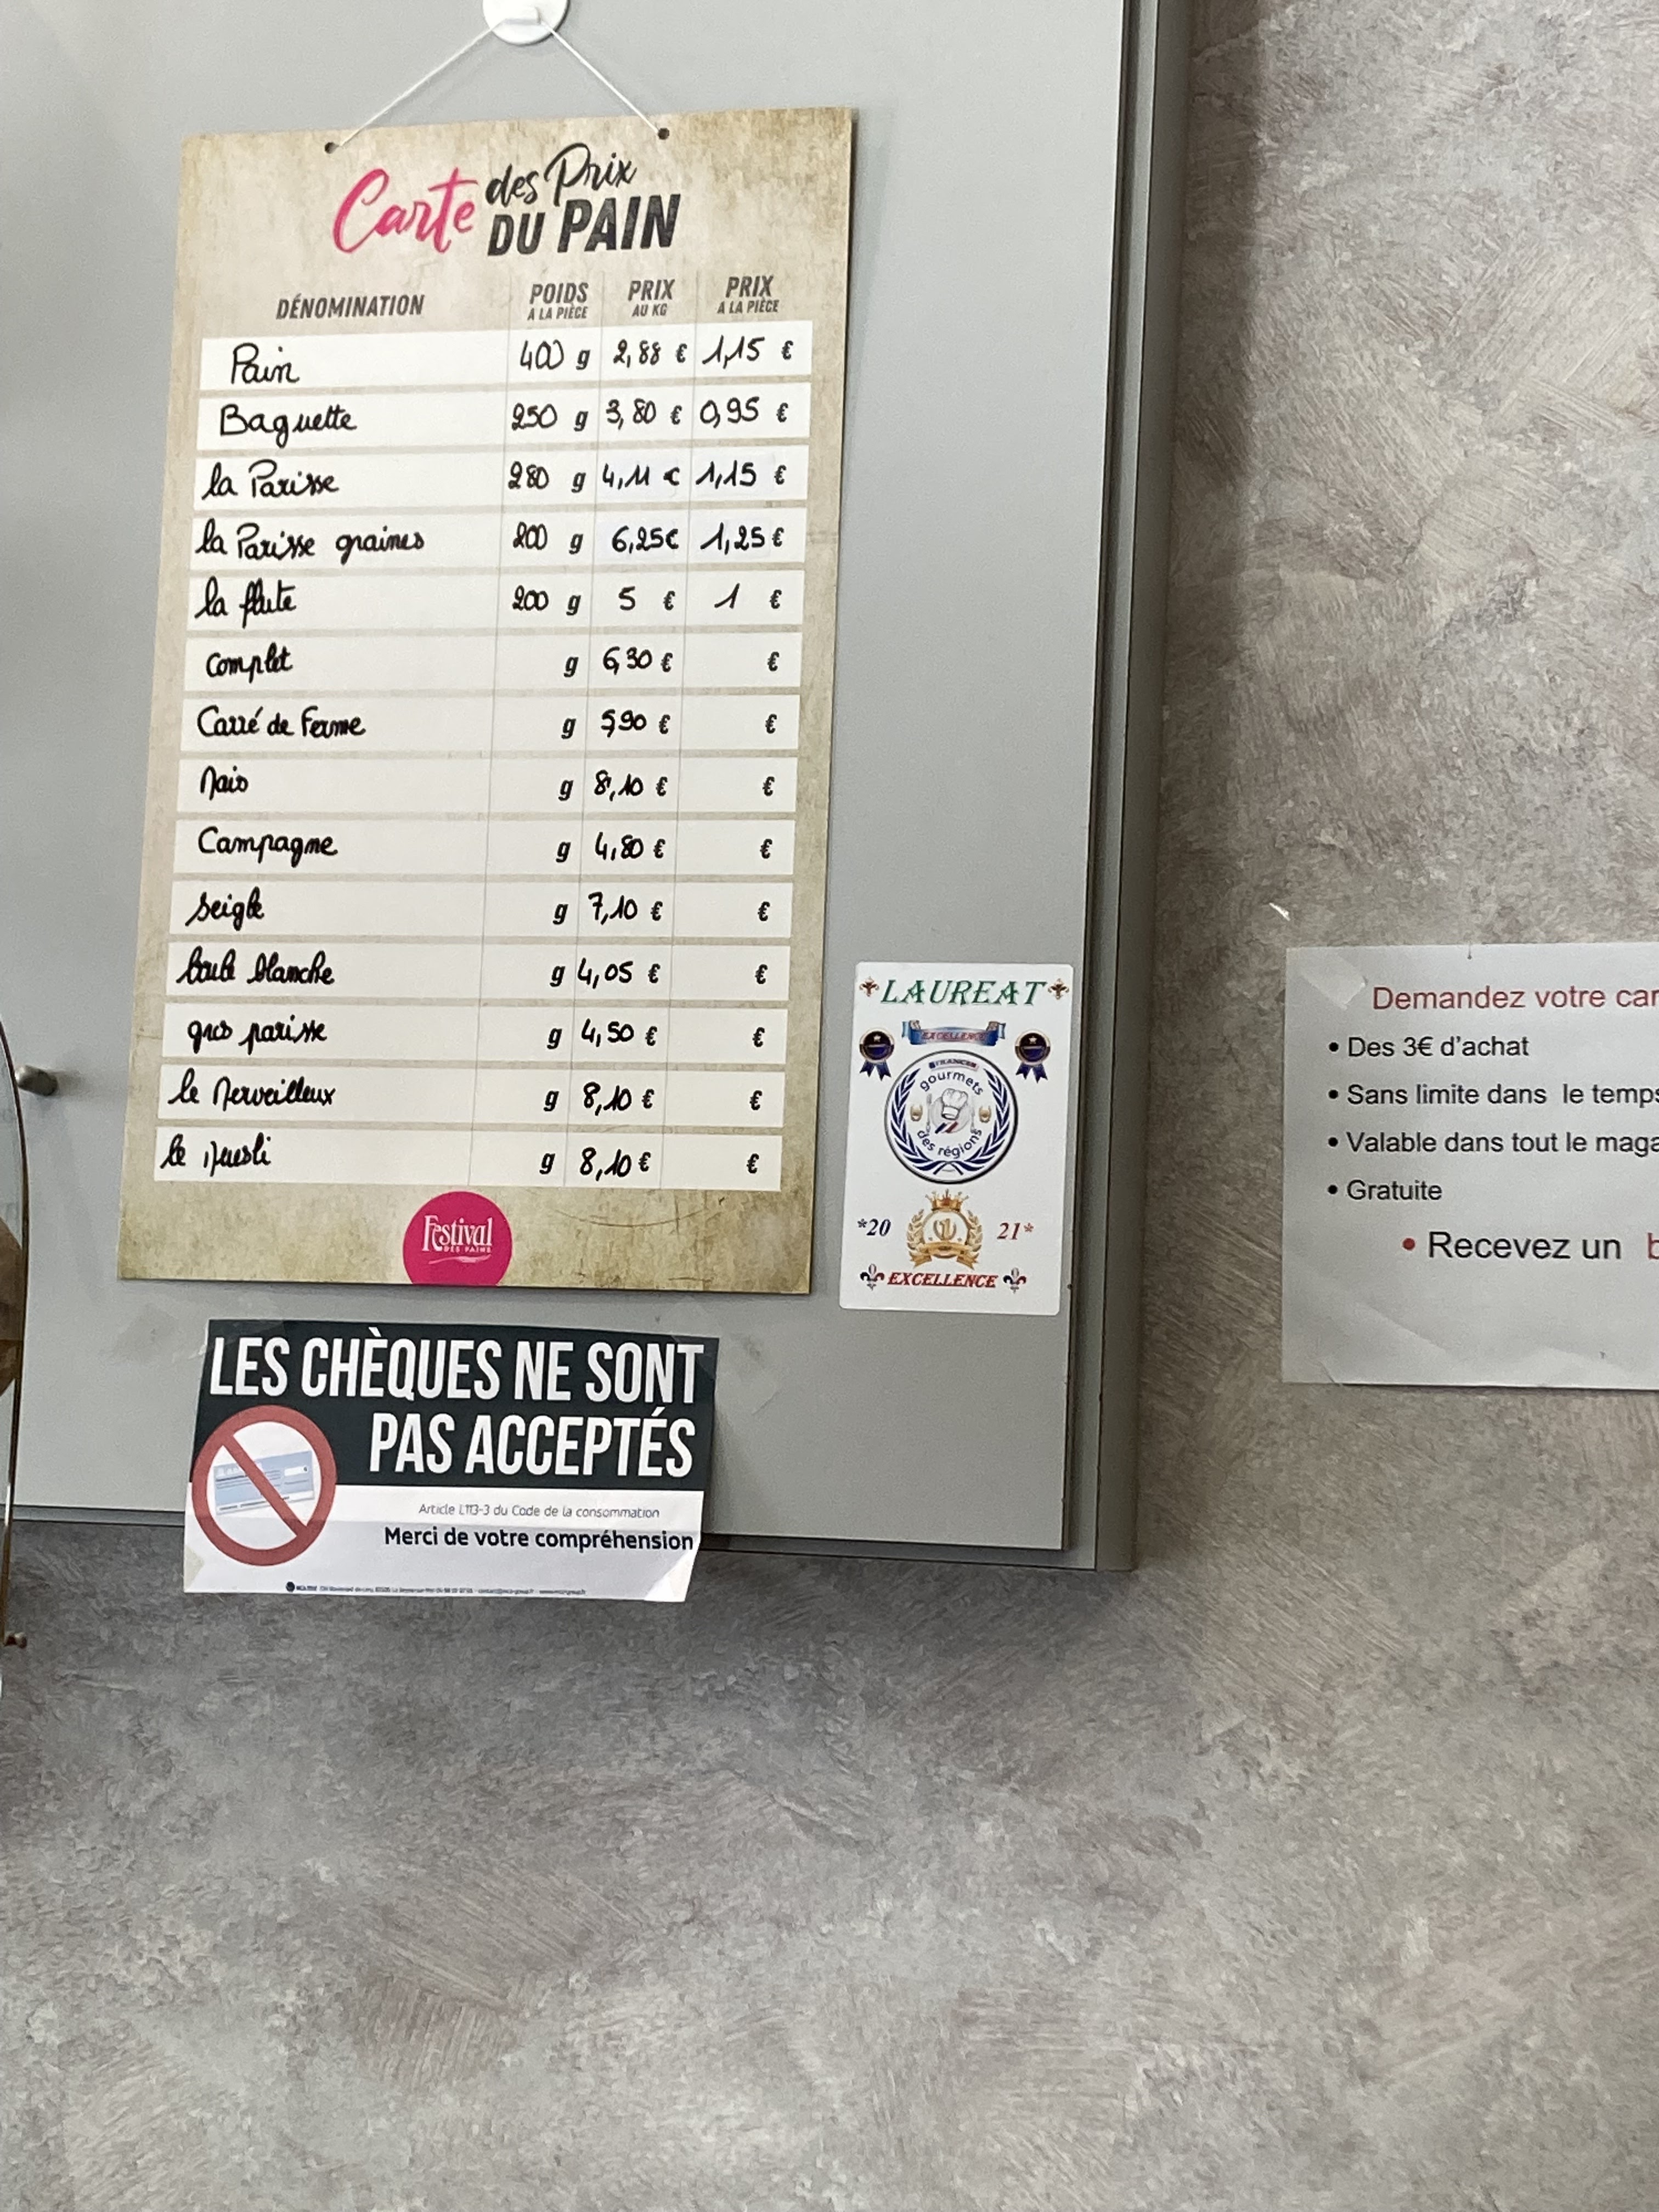 Carte des Prix
DU PAIN
DÉNOMINATION POIDS A LA PIÈCE PRIX AU KG PRIX A LA PIÈCE
Pain 400 g 2,88 € 1,15 €
Baguette 250 g 3,80 € 0,95 €
la Parisse 280 g 4,11 € 1,15 €
la Parisse graines 200 g 6,25€ 1,25€
la flute 200 g 5 € 1 €
Complet g 6,30 € €
Carré de Ferme g 5,90 € €
Maïs g 8,10 € €
Campagne g 4,80 € €
Seigle g 7,10 € €
boule blanche g 4,05 € €
gros parisse g 4,50 € €
le Merveilleux g 8,10 € €
le Muesli g 8,10 € €
Festival
DES PAINS
LAUREAT
EXCELLENCE
FRANCE
gourmets
des régions
*20 21*
EXCELLENCE
LES CHÈQUES NE SONT
PAS ACCEPTÉS
Article L113-3 du Code de la consommation
Merci de votre compréhension
Demandez votre car
• Des 3€ d'achat
• Sans limite dans le temps
• Valable dans tout le maga
• Gratuite
• Recevez un b